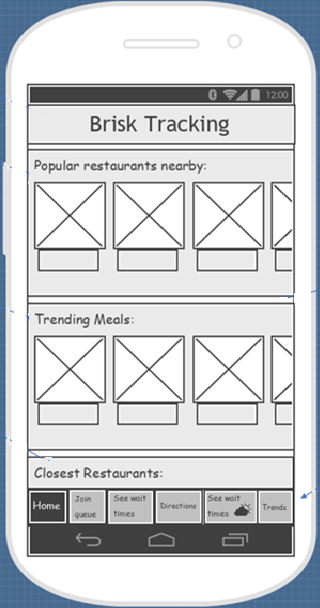 12:00
Brisk Tracking
Popular restaurants nearby:
Trending Meals:
Closest Restaurants:
Home
Join
queue
See wait
times
Directions
See wait
times
Trends